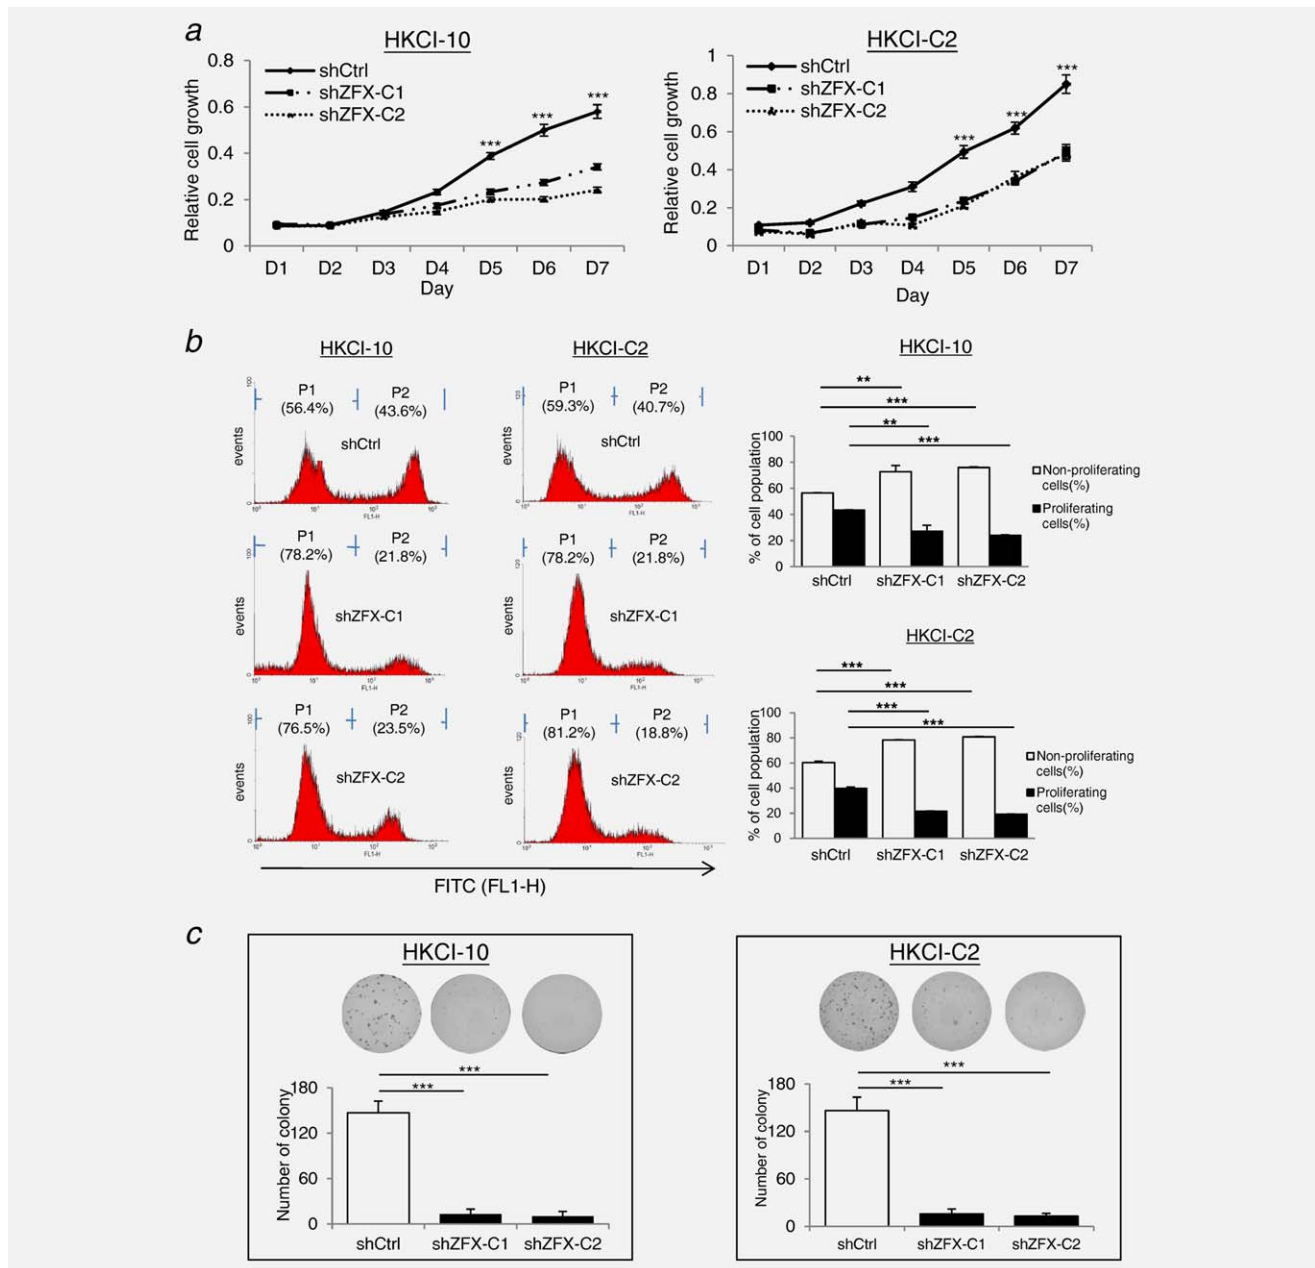 a
HKCI-10
0.8
0.6
0.4
0.2
0
Relative cell growth
shCtrl
shZFX-C1
shZFX-C2
***
***
***
D1 D2 D3 D4 D5 D6 D7
Day
HKCI-C2
1
0.8
0.6
0.4
0.2
0
Relative cell growth
shCtrl
shZFX-C1
shZFX-C2
***
***
***
D1 D2 D3 D4 D5 D6 D7
Day
b
HKCI-10
P1 P2
(56.4%) (43.6%)
shCtrl
events
FL1-H
P1 P2
(78.2%) (21.8%)
shZFX-C1
events
FL1-H
P1 P2
(76.5%) (23.5%)
shZFX-C2
events
FL1-H
HKCI-C2
P1 P2
(59.3%) (40.7%)
shCtrl
events
FL1-H
P1 P2
(78.2%) (21.8%)
shZFX-C1
events
FL1-H
P1 P2
(81.2%) (18.8%)
shZFX-C2
events
FL1-H
FITC (FL1-H)
HKCI-10
**
***
**
***
100
80
60
40
20
0
% of cell population
Non-proliferating
cells(%)
Proliferating
cells(%)
shCtrl shZFX-C1 shZFX-C2
HKCI-C2
***
***
***
***
100
80
60
40
20
0
% of cell population
Non-proliferating
cells(%)
Proliferating
cells(%)
shCtrl shZFX-C1 shZFX-C2
c
HKCI-10
***
***
180
120
60
0
Number of colony
shCtrl shZFX-C1 shZFX-C2
HKCI-C2
***
***
180
120
60
0
Number of colony
shCtrl shZFX-C1 shZFX-C2